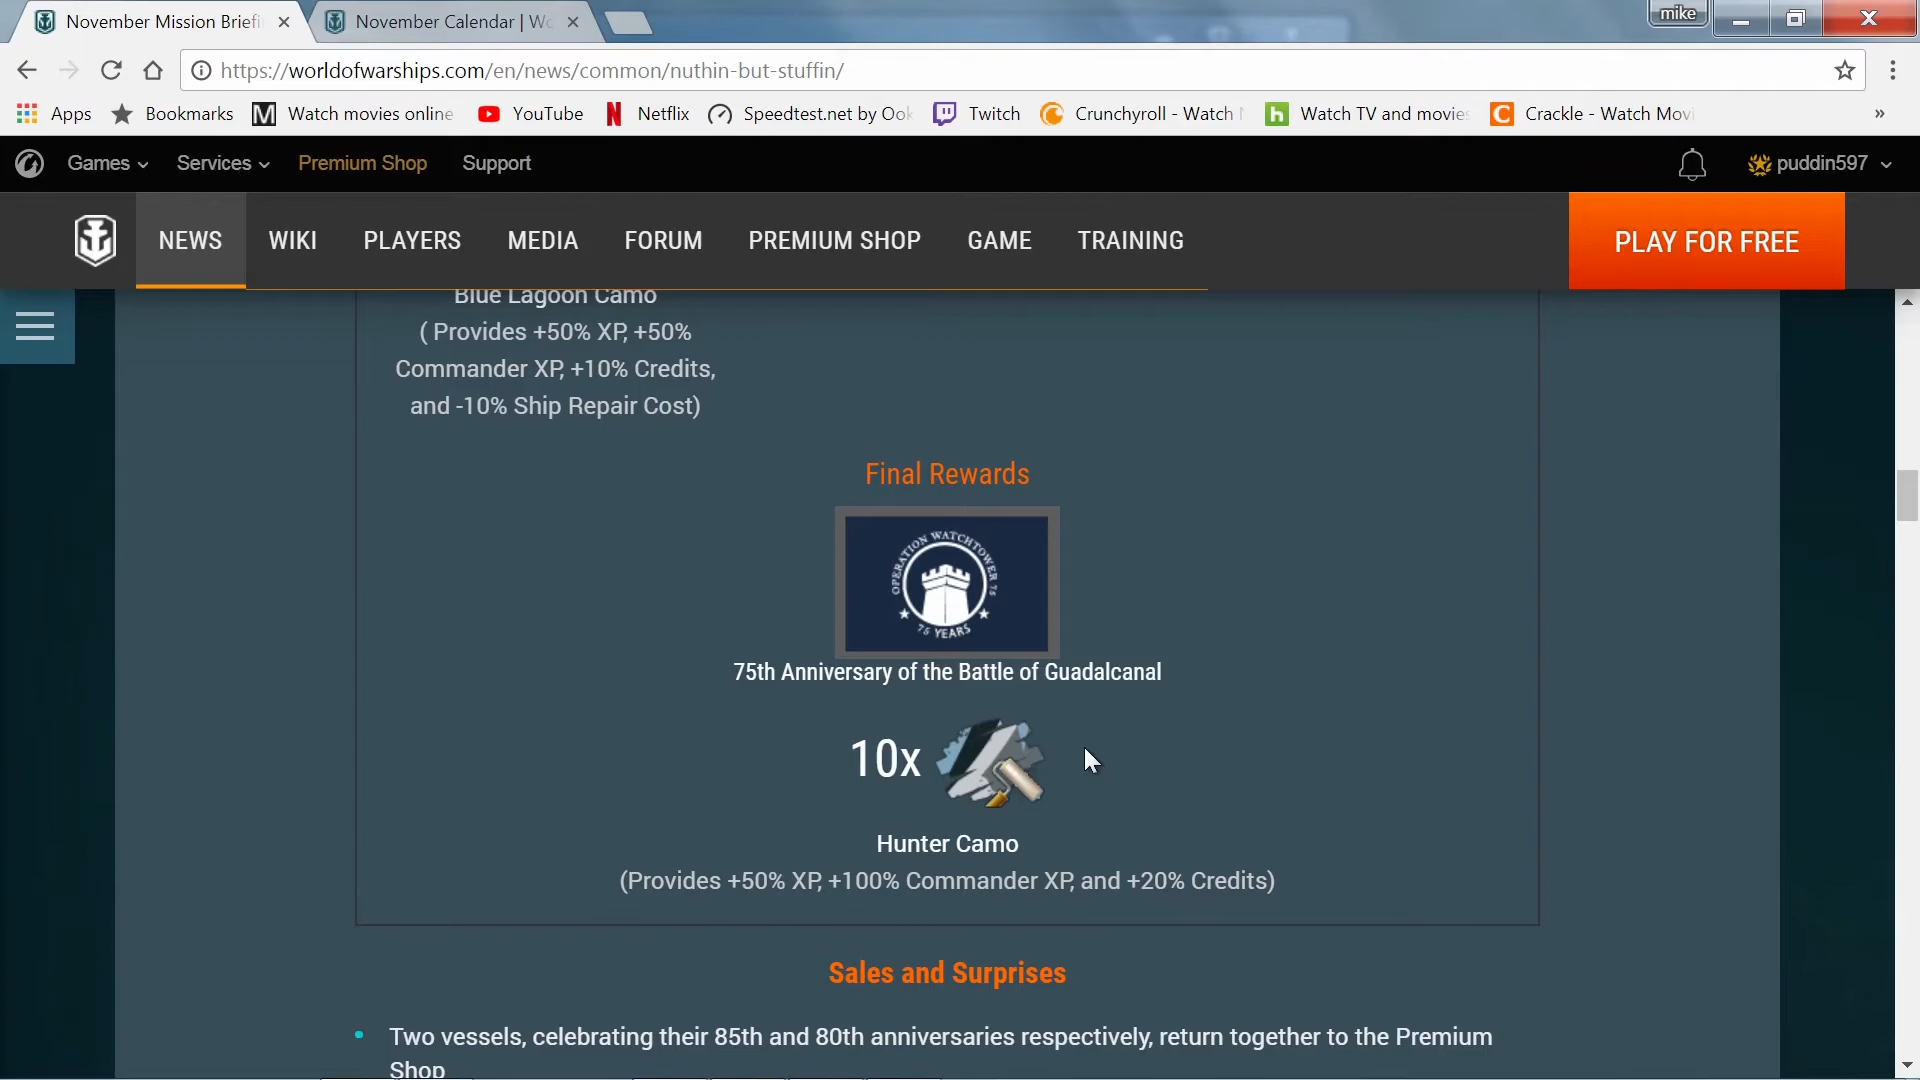 November Mission Briefi
November Calendar | Wo
mike
https://worldofwarships.com/en/news/common/nuthin-but-stuffin/
Apps
Bookmarks
M Watch movies online
YouTube
Netflix
Speedtest.net by Ook
Twitch
Crunchyroll - Watch
h Watch TV and movies
C Crackle - Watch Movi
»
Games
Services
Premium Shop
Support
puddin597
NEWS
WIKI
PLAYERS
MEDIA
FORUM
PREMIUM SHOP
GAME
TRAINING
PLAY FOR FREE
Blue Lagoon Camo
( Provides +50% XP, +50%
Commander XP, +10% Credits,
and -10% Ship Repair Cost)
Final Rewards
OPERATION WATCHTOWER 75
75 YEARS
75th Anniversary of the Battle of Guadalcanal
10x
Hunter Camo
(Provides +50% XP, +100% Commander XP, and +20% Credits)
Sales and Surprises
• Two vessels, celebrating their 85th and 80th anniversaries respectively, return together to the Premium
Shop